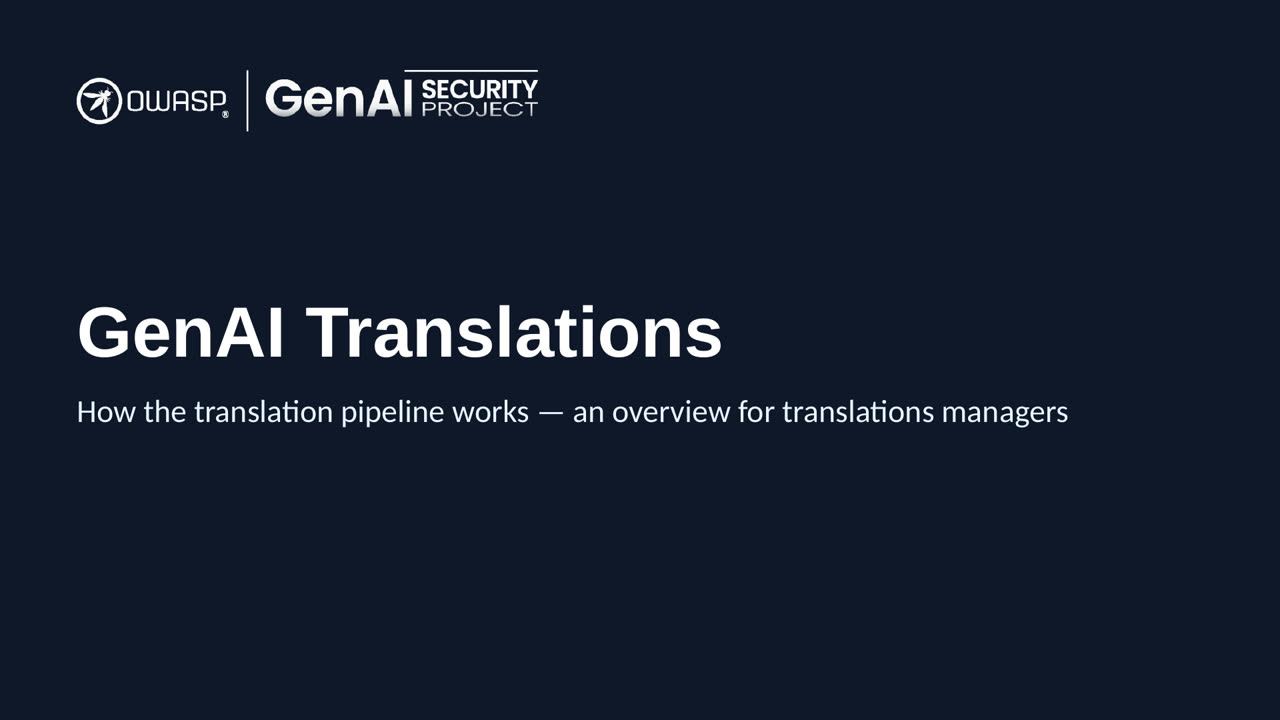 OWASP®
GenAI SECURITY PROJECT
GenAI Translations
How the translation pipeline works — an overview for translations managers